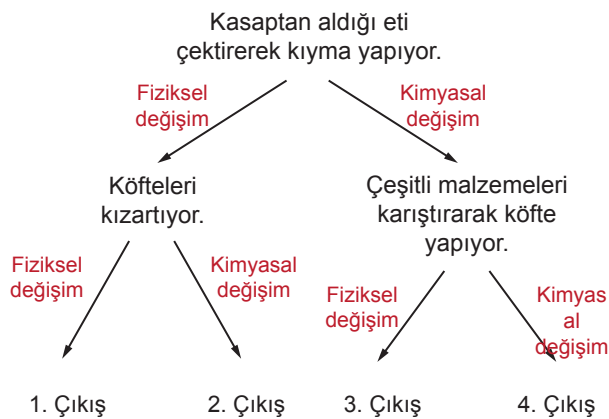 Kasaptan aldığı eti
çektirerek kıyma yapıyor.
Fiziksel
değişim
Kimyasal
değişim
Köfteleri
kızartıyor.
Çeşitli malzemeleri
karıştırarak köfte
yapıyor.
Fiziksel
değişim
Kimyasal
değişim
Fiziksel
değişim
Kimyas
al
değişim
1. Çıkış
2. Çıkış
3. Çıkış
4. Çıkış